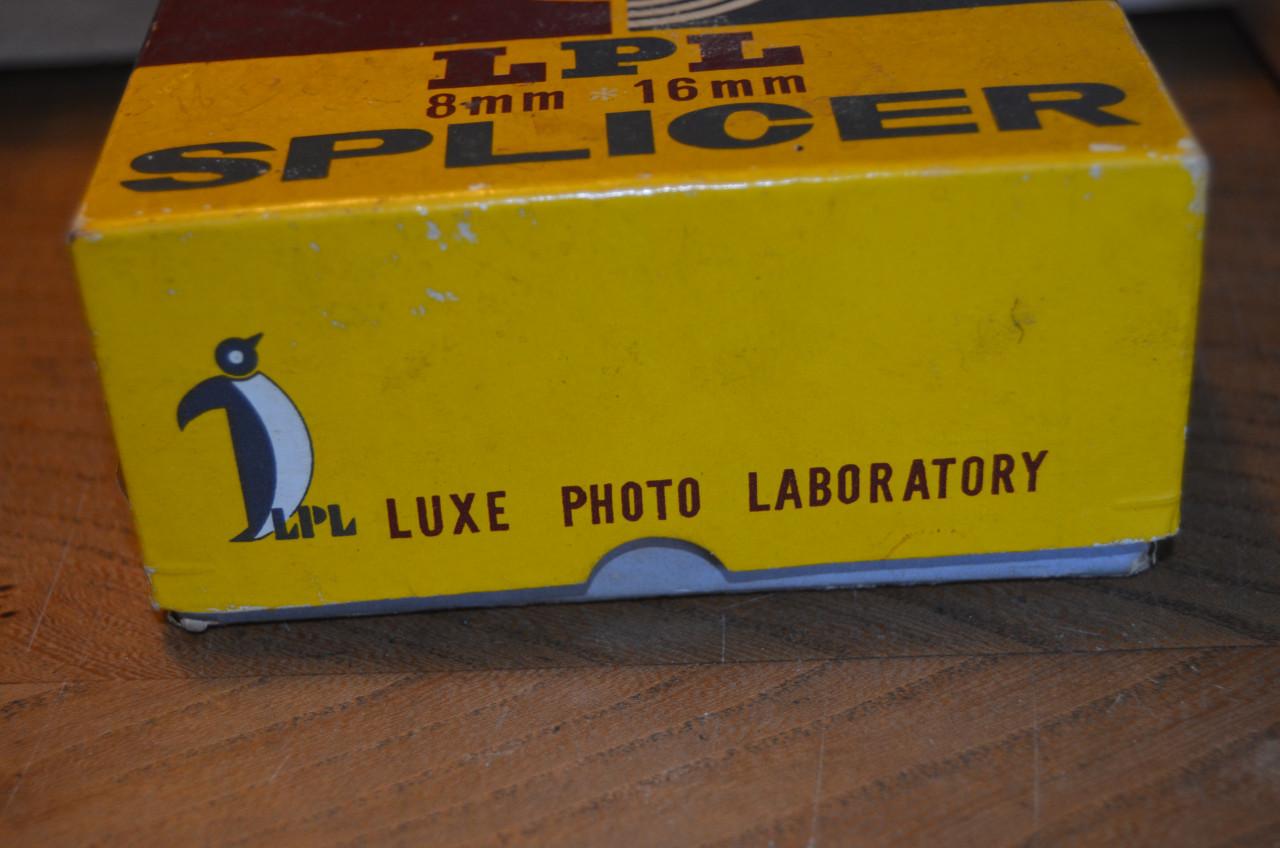 LPL
8mm * 16mm
SPLICER
LPL LUXE PHOTO LABORATORY